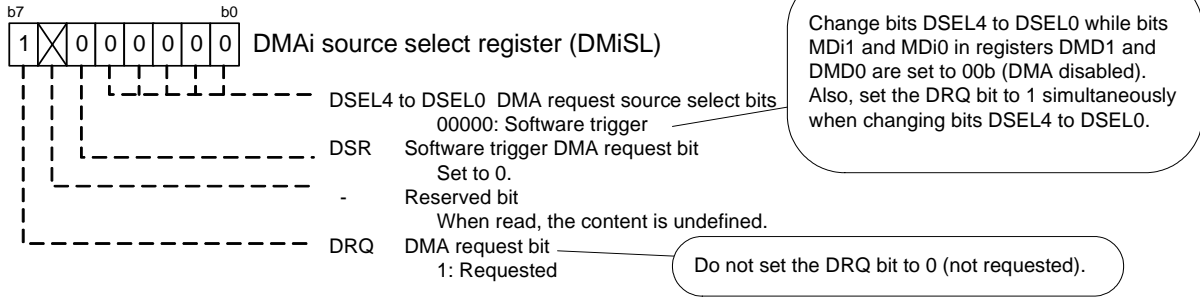 b7 b0
1 0 0 0 0 0 0 DMAi source select register (DMiSL)
DSEL4 to DSEL0 DMA request source select bits
00000: Software trigger
DSR Software trigger DMA request bit
Set to 0.
- Reserved bit
When read, the content is undefined.
DRQ DMA request bit
1: Requested
Change bits DSEL4 to DSEL0 while bits
MDi1 and MDi0 in registers DMD1 and
DMD0 are set to 00b (DMA disabled).
Also, set the DRQ bit to 1 simultaneously
when changing bits DSEL4 to DSEL0.
Do not set the DRQ bit to 0 (not requested).